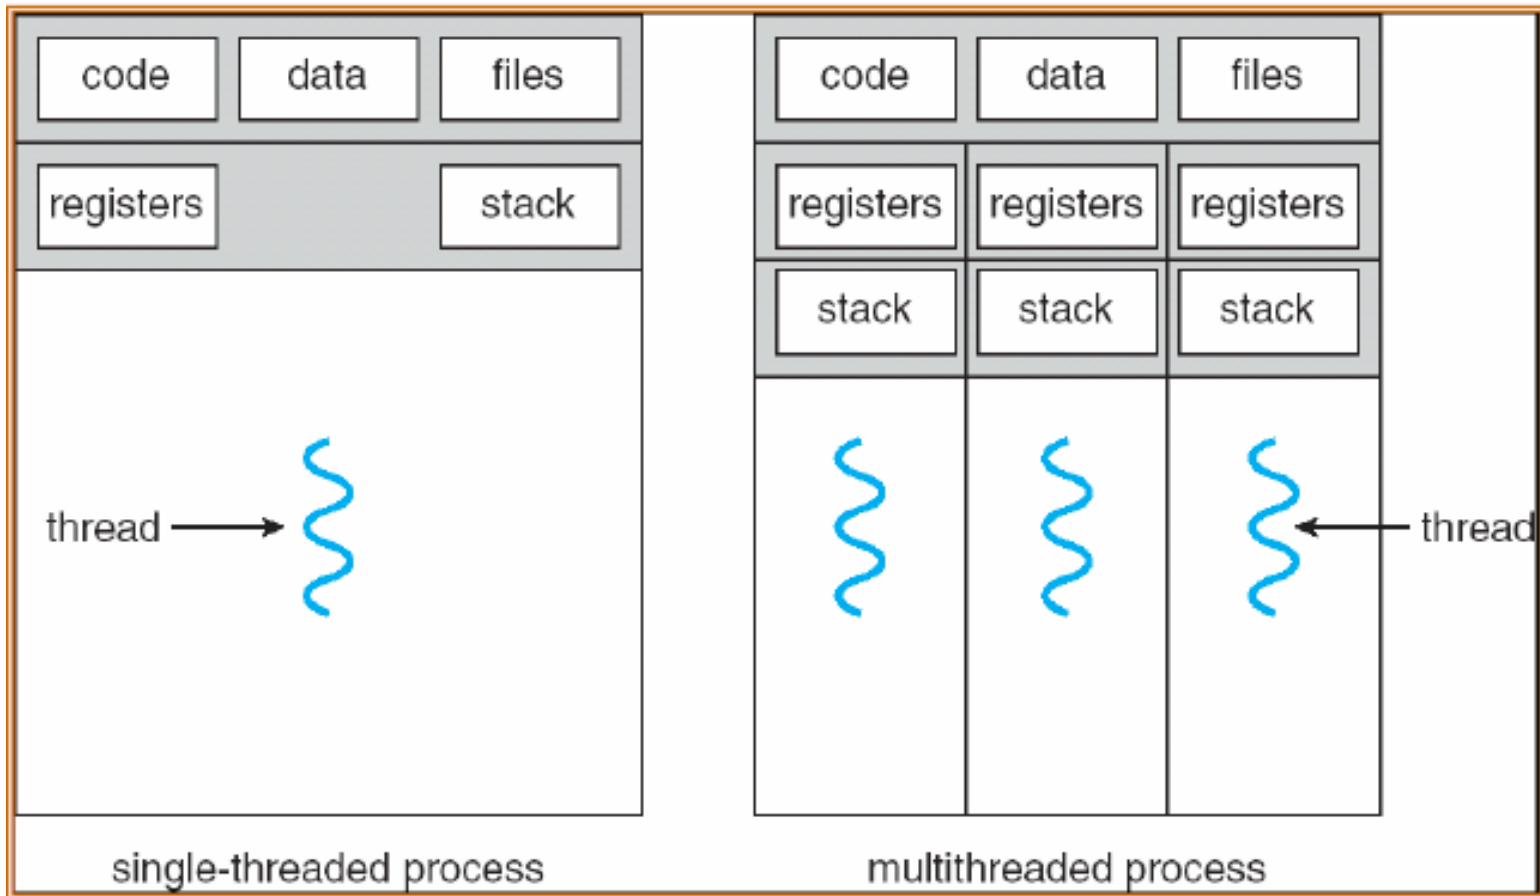 code data files
registers stack
thread
single-threaded process
code data files
registers registers registers
stack stack stack
thread
multithreaded process